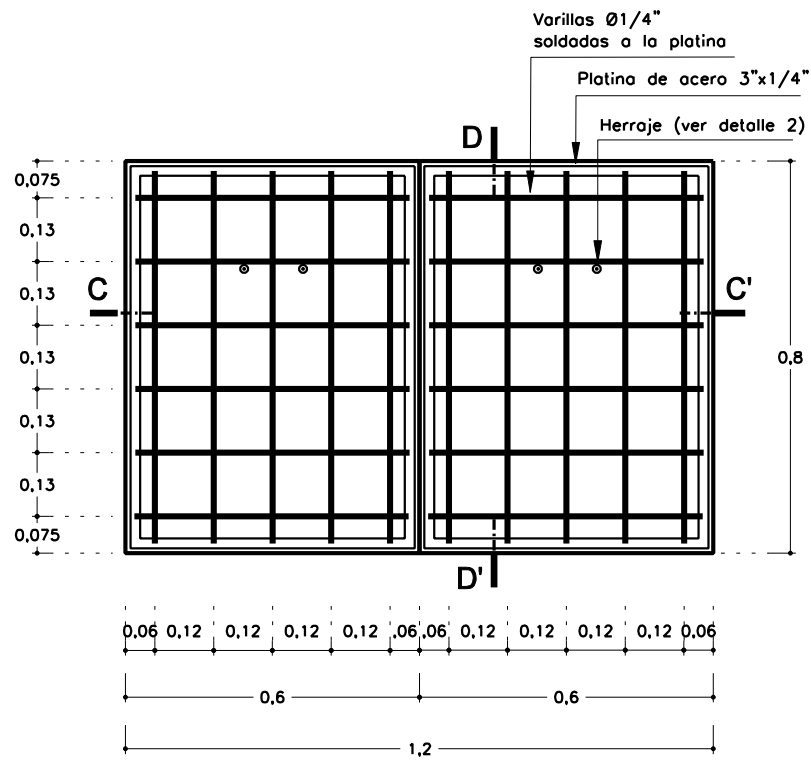 Varillas Ø1/4"
soldadas a la platina
Platina de acero 3"x1/4"
Herraje (ver detalle 2)
D
0,075
0,13
0,13
C
C'
0,13
0,8
0,13
0,13
0,075
D'
0,06 0,12 0,12 0,12 0,12 ,06 ,06 0,12 0,12 0,12 0,12 0,06
0,6 0,6
1,2